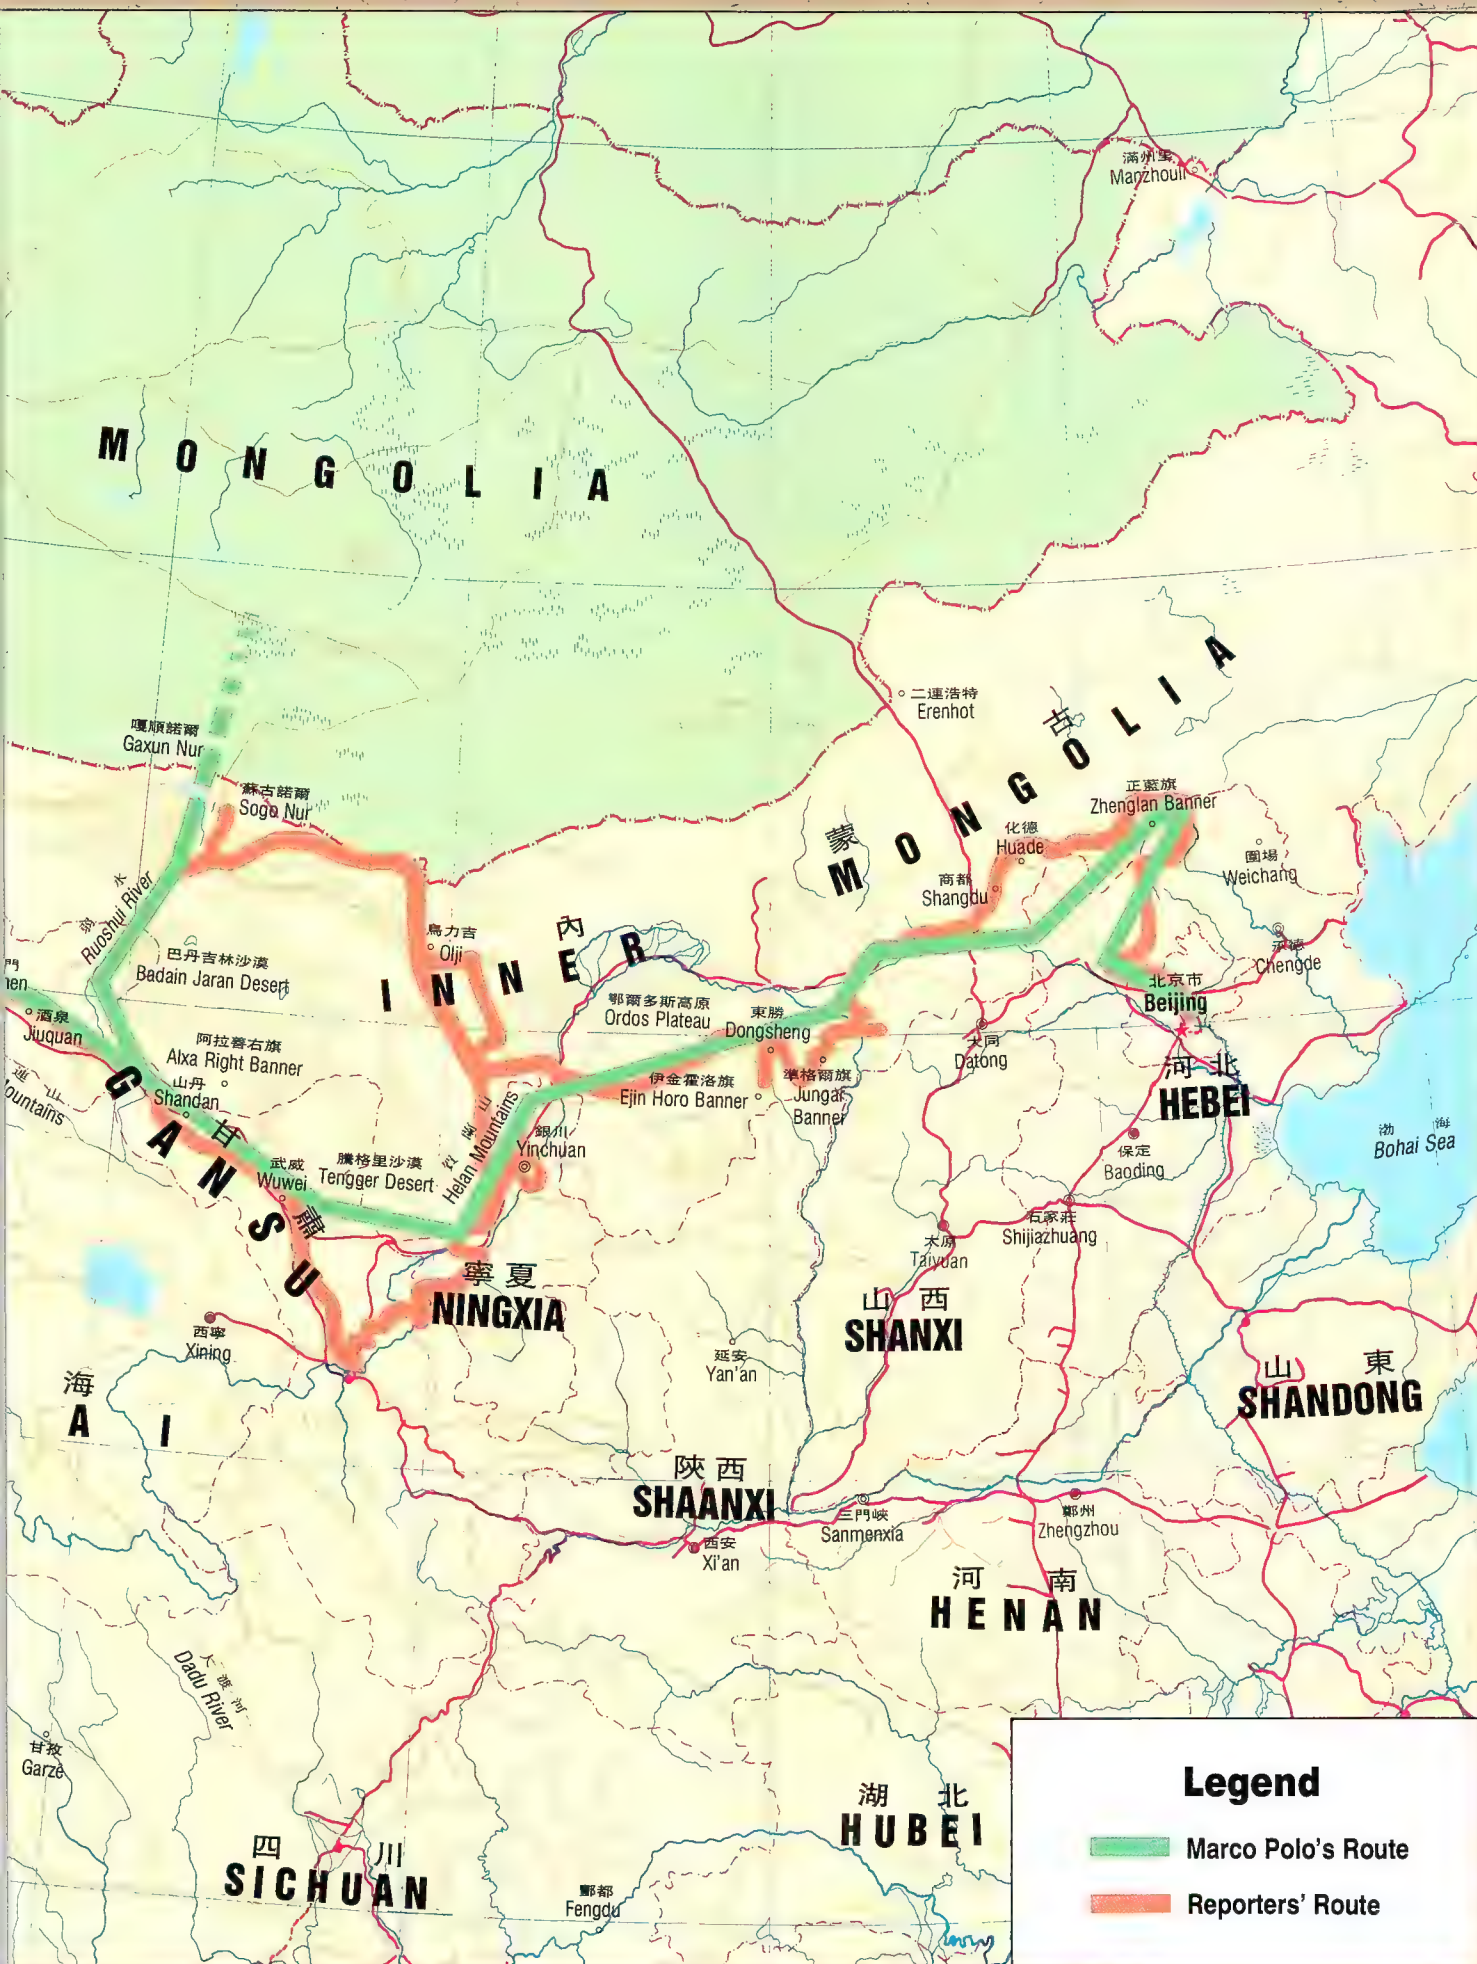 滿州里
Manzhouli
MONGOLIA
二連浩特
Erenhot
嘎順諾爾
Gaxun Nur
蘇古諾爾
Sogo Nur
正藍旗
Zhenglan Banner
化德
Huade
商都
Shangdu
圍場
Weichang
承德
Chengde
內蒙古
INNER MONGOLIA
弱水
Ruoshui River
烏力吉
Olji
巴丹吉林沙漠
Badain Jaran Desert
北京市
Beijing
鄂爾多斯高原
Ordos Plateau
東勝
Dongsheng
門
酒泉
Jiuquan
阿拉善右旗
Alxa Right Banner
大同
Datong
伊金霍洛旗
Ejin Horo Banner
準格爾旗
Jungar
Banner
河北
HEBEI
連山
ountains
山丹
Shandan
甘肅
GANSU
武威
Wuwei
騰格里沙漠
Tengger Desert
賀蘭山
Helan Mountains
銀川
Yinchuan
保定
Baoding
渤海
Bohai Sea
石家莊
Shijiazhuang
太原
Taiyuan
寧夏
NINGXIA
山西
SHANXI
西寧
Xining
延安
Yan'an
海
A I
山東
SHANDONG
陝西
SHAANXI
西安
Xi'an
三門峽
Sanmenxia
鄭州
Zhengzhou
河南
HENAN
大渡河
Dadu River
甘孜
Garzê
湖北
HUBEI
四川
SICHUAN
酆都
Fengdu
Legend
Marco Polo's Route
Reporters' Route